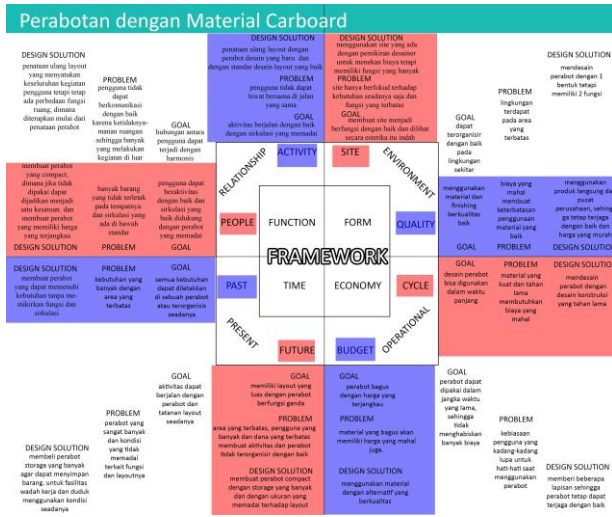 Perabotan dengan Material Carboard
DESIGN SOLUTION
penataan ulang layout
yang menyatukan
keseluruhan kegiatan
pengguna tetapi tetap
ada perbedaan fungsi
ruang, dimana
diterapkan mulai dari
penataan perabot
PROBLEM
pengguna tidak
dapat
berkomunikasi
dengan baik
karena ketidaknya-
manan ruangan
sehingga banyak
yang melakukan
kegiatan di luar
GOAL
hubungan antara
pengguna dapat
terjadi dengan
harmonis
DESIGN SOLUTION
penataan ulang layout dengan
perabot desain yang baru dan
dengan standar desain layout yang baik
PROBLEM
pengguna tidak dapat
lewat bersama di jalan
yang sama.
GOAL
aktivitas berjalan dengan baik
dengan sirkulasi yang memadai
DESIGN SOLUTION
menggunakan site yang ada
dengan pemikiran desainer
untuk menekan biaya tetapi
memiliki fungsi yang banyak
PROBLEM
site hanya berfokud terhadap
kebutuhan seadanya saja dan
fungsi yang terbatas
GOAL
membuat site menjadi
berfungsi dengan baik dan dilihat
secara estetika itu indah
GOAL
dapat
terorganisir
dengan baik
pada
lingkungan
sekitar
PROBLEM
lingkungan
terdapat
pada area
yang
terbatas
DESIGN SOLUTION
mendesain
perabot dengan 1
bentuk tetapi
memiliki 2 fungsi
RELATIONSHIP
ACTIVITY
SITE
ENVIRONMENT
membuat perabot
yang compact,
dimana jika tidak
dipakai dapat
dijadikan menjadi
satu kesatuan, dan
membuat perabot
yang memiliki harga
yang terjangkau
DESIGN SOLUTION
banyak barang
yang tidak terletak
pada tempatnya,
dan sirkulasi yang
ada di bawah
standar
PROBLEM
pengguna dapat
beraktivitas
dengan baik dan
sirkulasi yang
baik didukung
dengan perabot
yang memadai
GOAL
PEOPLE
FUNCTION
FORM
QUALITY
menggunakan
material dan
finishing
berkualitas
baik
GOAL
biaya yang
mahal
membuat
keterbatasan
penggunaan
material yang
baik
PROBLEM
menggunakan
produk langsung dari
pusat
perusahaan, sehing-
ga tetap terjaga
dengan baik dan
harga yang murah
DESIGN SOLUTION
FRAMEWORK
DESIGN SOLUTION
membuat perabot
yang dapat memenuhi
kebutuhan tanpa me-
mikirkan fungsi dan
sirkulasi
PROBLEM
kebutuhan yang
banyak dengan
area yang
terbatas
GOAL
semua kebutuhan
dapat diletakkan
di sebuah perabot
atau terorganisis
seadanya
PAST
TIME
ECONOMY
CYCLE
GOAL
desain perabot
bisa digunakan
dalam waktu
panjang
PROBLEM
material yang
kuat dan tahan
lama
membutuhkan
biaya yang
mahal
DESIGN SOLUTION
mendesain
perabot dengan
desain konstruksi
yang tahan lama
PRESENT
FUTURE
BUDGET
OPERATIONAL
DESIGN SOLUTION
membeli perabot
storage yang banyak
agar dapat menyimpan
barang, untuk fasilitas
wadah kerja dan duduk
menggunakan kondisi
seadanya
PROBLEM
perabot yang
sangat banyak
dan kondisi
yang tidak
memadai
terkait fungsi
dan layoutnya
GOAL
aktivitas dapat
berjalan dengan
perabot dan
tetanan layout
seadanya
GOAL
memiliki layout yang
luas dengan perabot
berfungsi ganda
PROBLEM
area yang terbatas, pengguna yang
banyak dan dana yang terbatas
membuat aktivitas dan perabot
tidak terorganisir dengan baik
DESIGN SOLUTION
membuat perabot compact
dengan storage yang banyak
dan dengan ukuran yang
memadai terhadap layout
GOAL
perabot bagus
dengan harga yang
terjangkau
PROBLEM
material yang bagus akan
memiliki harga yang mahal
juga.
DESIGN SOLUTION
menggunakan material
dengan alternatif yang
berkualitas
GOAL
perabot dapat
dipakai dalam
jangka waktu
yang lama,
sehingga
tidak
menghabiskan
banyak biaya
PROBLEM
kebiasaan
pengguna yang
kadang-kadang
lupa untuk
hati-hati saat
menggunakan
perabot
DESIGN SOLUTION
memberi beberapa
lapisan sehingga
perabot tetap dapat
terjaga dengan baik